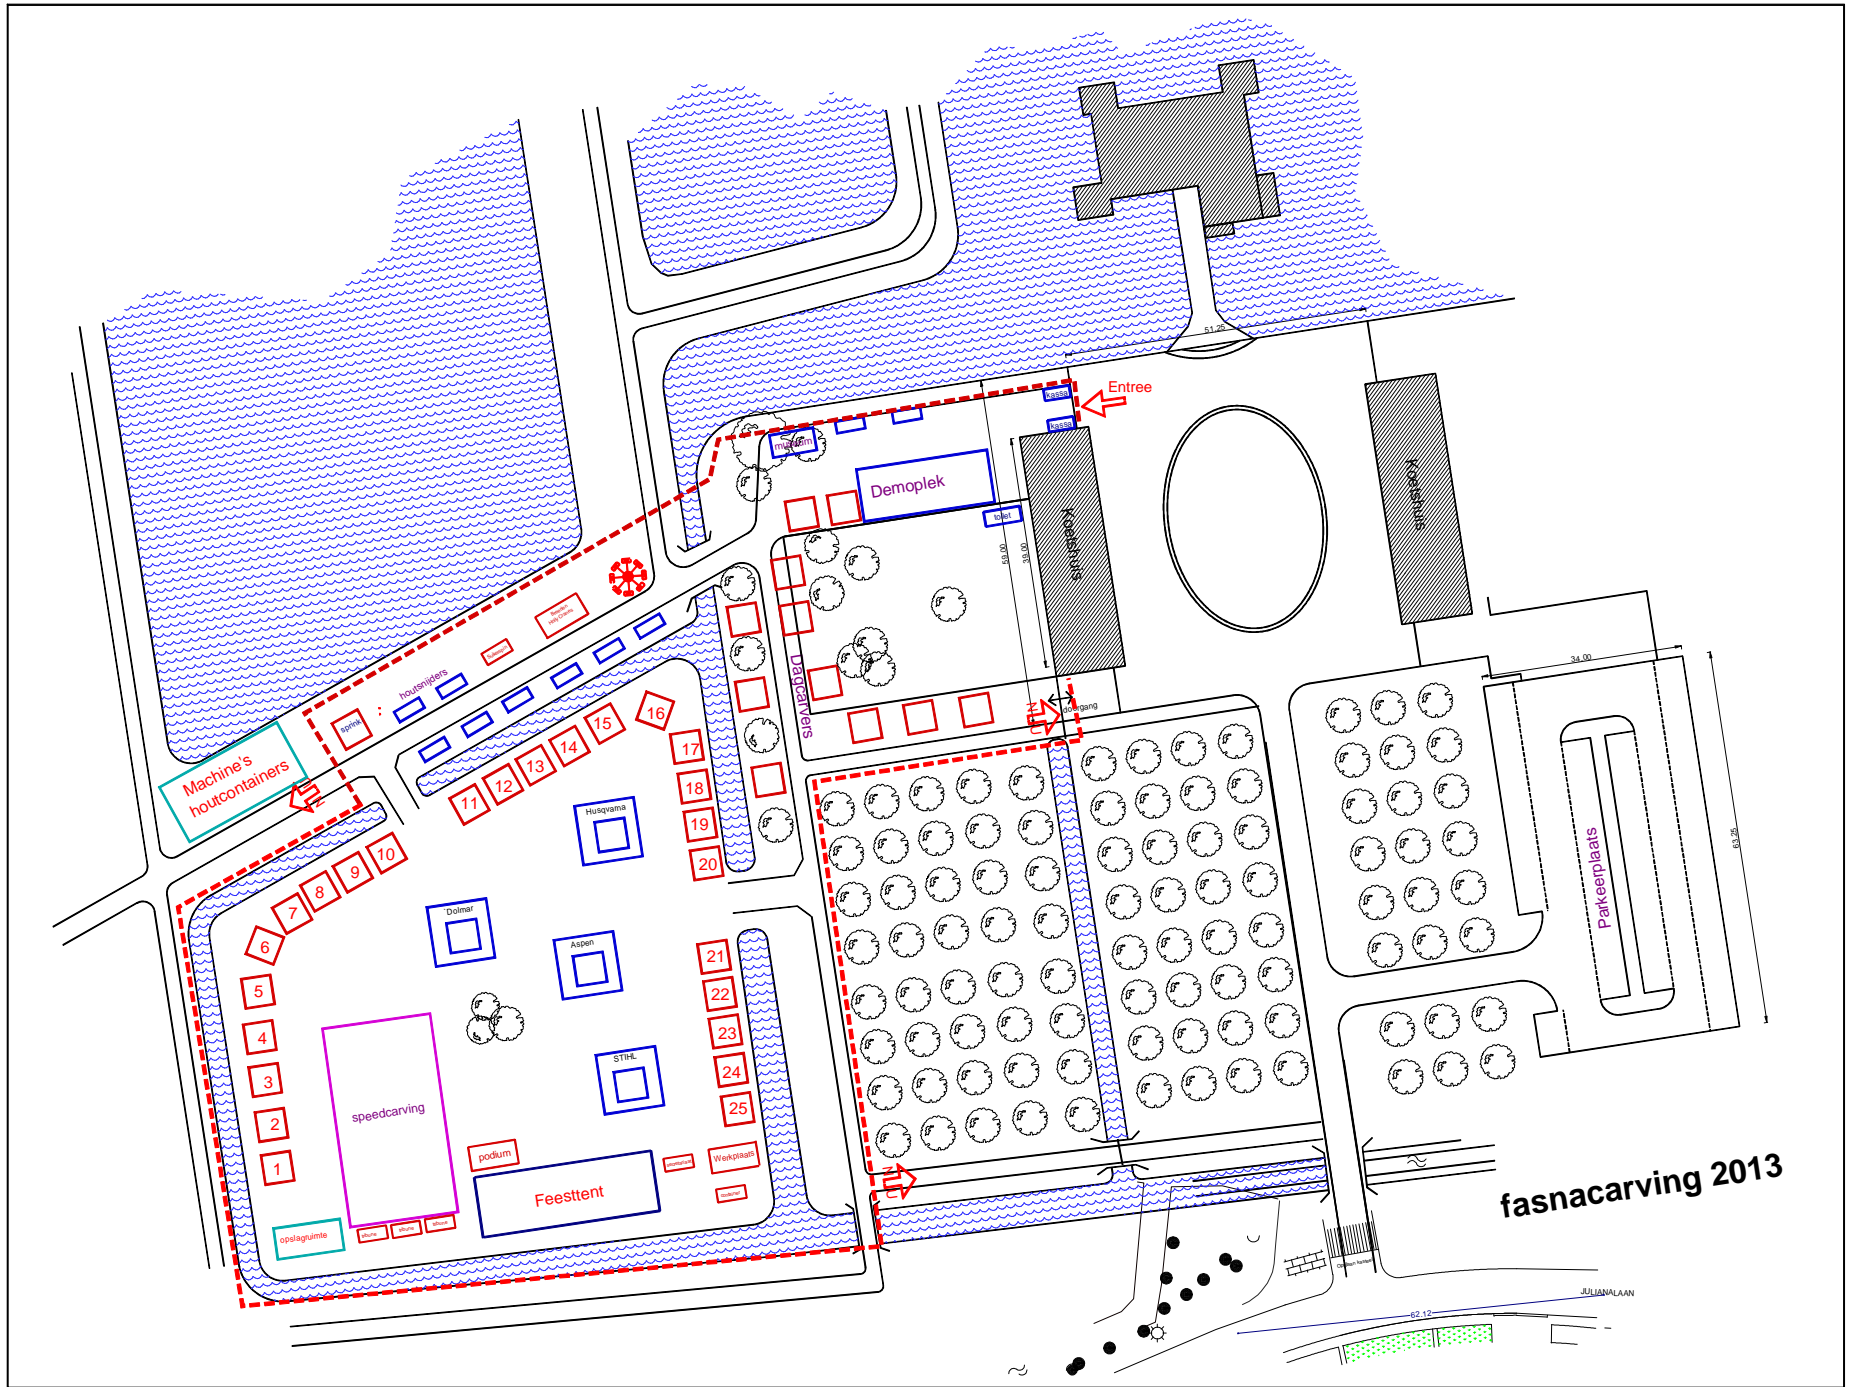 51.25
Entree
kassa
kassa
museum
Demoplek
toilet
Koetshuis
Koetshuis
59.00
39.00
34.00
63.25
Parkeerplaats
Dagcarvers
doorgang
houtsnijders
sprink
:
Machine's
houtcontainers
1
2
3
4
5
6
7
8
9
10
11
12
13
14
15
16
17
18
19
20
21
22
23
24
25
Husqvarna
Dolmar
Aspen
STIHL
speedcarving
podium
Feesttent
Werkplaats
opslagruimte
fasnacarving 2013
JULIANALAAN
62.12